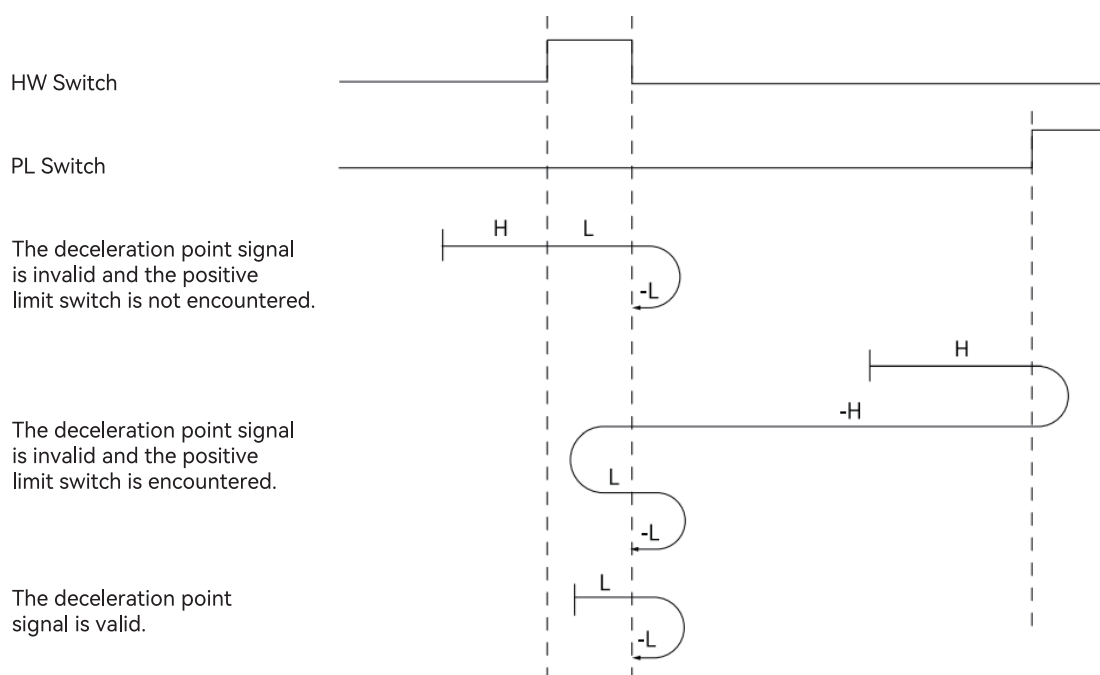 HW Switch
PL Switch
H
L
The deceleration point signal
is invalid and the positive
limit switch is not encountered.
-L
H
-H
The deceleration point signal
is invalid and the positive
limit switch is encountered.
L
-L
L
The deceleration point
signal is valid.
-L